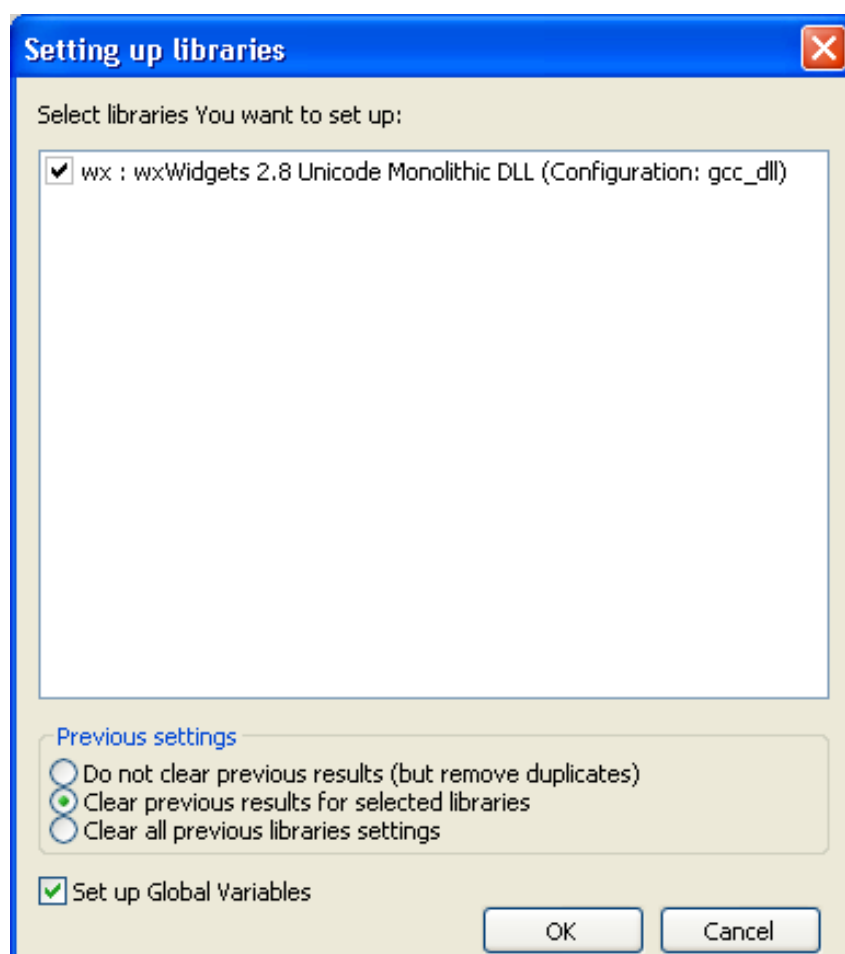 Setting up libraries
Select libraries You want to set up:
wx : wxWidgets 2.8 Unicode Monolithic DLL (Configuration: gcc_dll)
Previous settings
Do not clear previous results (but remove duplicates)
Clear previous results for selected libraries
Clear all previous libraries settings
Set up Global Variables
OK Cancel